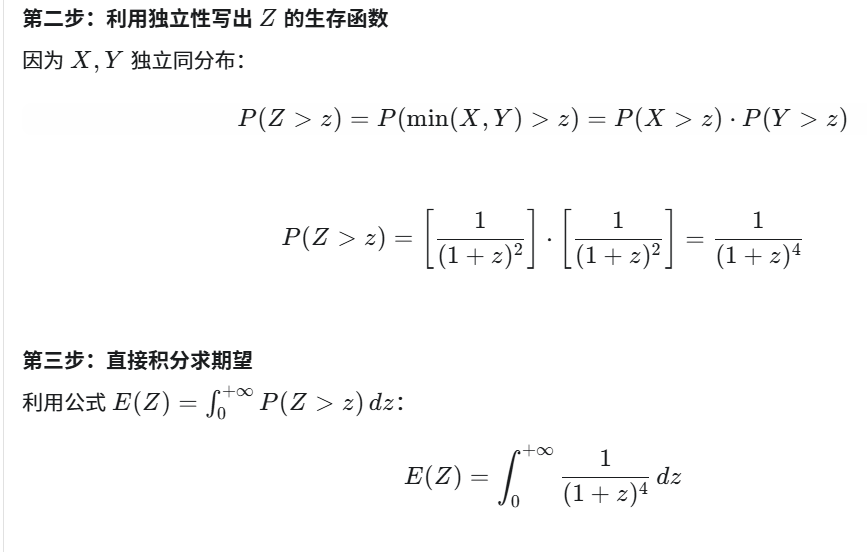 第二步：利用独立性写出 Z 的生存函数
因为 X, Y 独立同分布：
P(Z > z) = P(min(X, Y) > z) = P(X > z) · P(Y > z)
P(Z > z) = [1/(1 + z)²] · [1/(1 + z)²] = 1/(1 + z)⁴
第三步：直接积分求期望
利用公式 E(Z) = ∫₀^{+∞} P(Z > z) dz：
E(Z) = ∫₀^{+∞} 1/(1 + z)⁴ dz